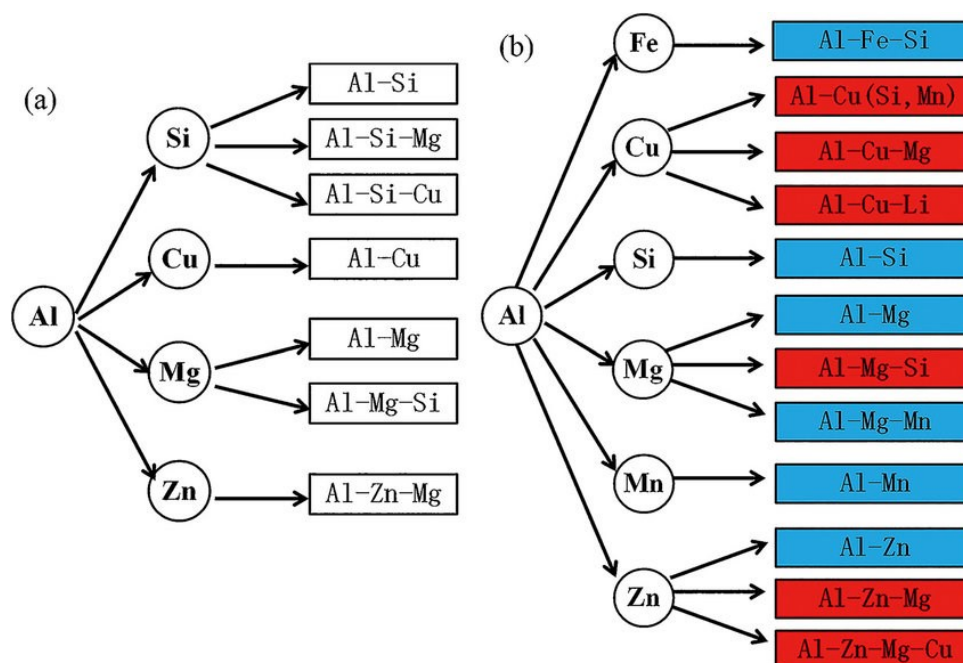 (a)
Al
Si
Al-Si
Al-Si-Mg
Al-Si-Cu
Cu
Al-Cu
Mg
Al-Mg
Al-Mg-Si
Zn
Al-Zn-Mg
(b)
Al
Fe
Al-Fe-Si
Cu
Al-Cu(Si,Mn)
Al-Cu-Mg
Al-Cu-Li
Si
Al-Si
Mg
Al-Mg
Al-Mg-Si
Al-Mg-Mn
Mn
Al-Mn
Zn
Al-Zn
Al-Zn-Mg
Al-Zn-Mg-Cu